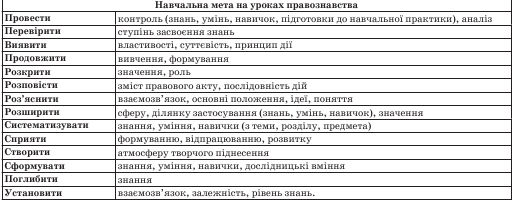 Навчальна мета на уроках правознавства
Провести контроль (знань, умінь, навичок, підготовки до навчальної практики), аналіз
Перевірити ступінь засвоєння знань
Виявити властивості, суттєвість, принцип дії
Продовжити вивчення, формування
Розкрити значення, роль
Розповісти зміст правового акту, послідовність дій
Роз'яснити взаємозв'язок, основні положення, ідеї, поняття
Розширити сферу, ділянку застосування (знань, умінь, навичок), значення
Систематизувати знання, уміння, навички (з теми, розділу, предмета)
Сприяти формуванню, відпрацюванню, розвитку
Створити атмосферу творчого піднесення
Сформувати знання, уміння, навички, дослідницькі вміння
Поглибити знання
Установити взаємозв'язок, залежність, рівень знань.